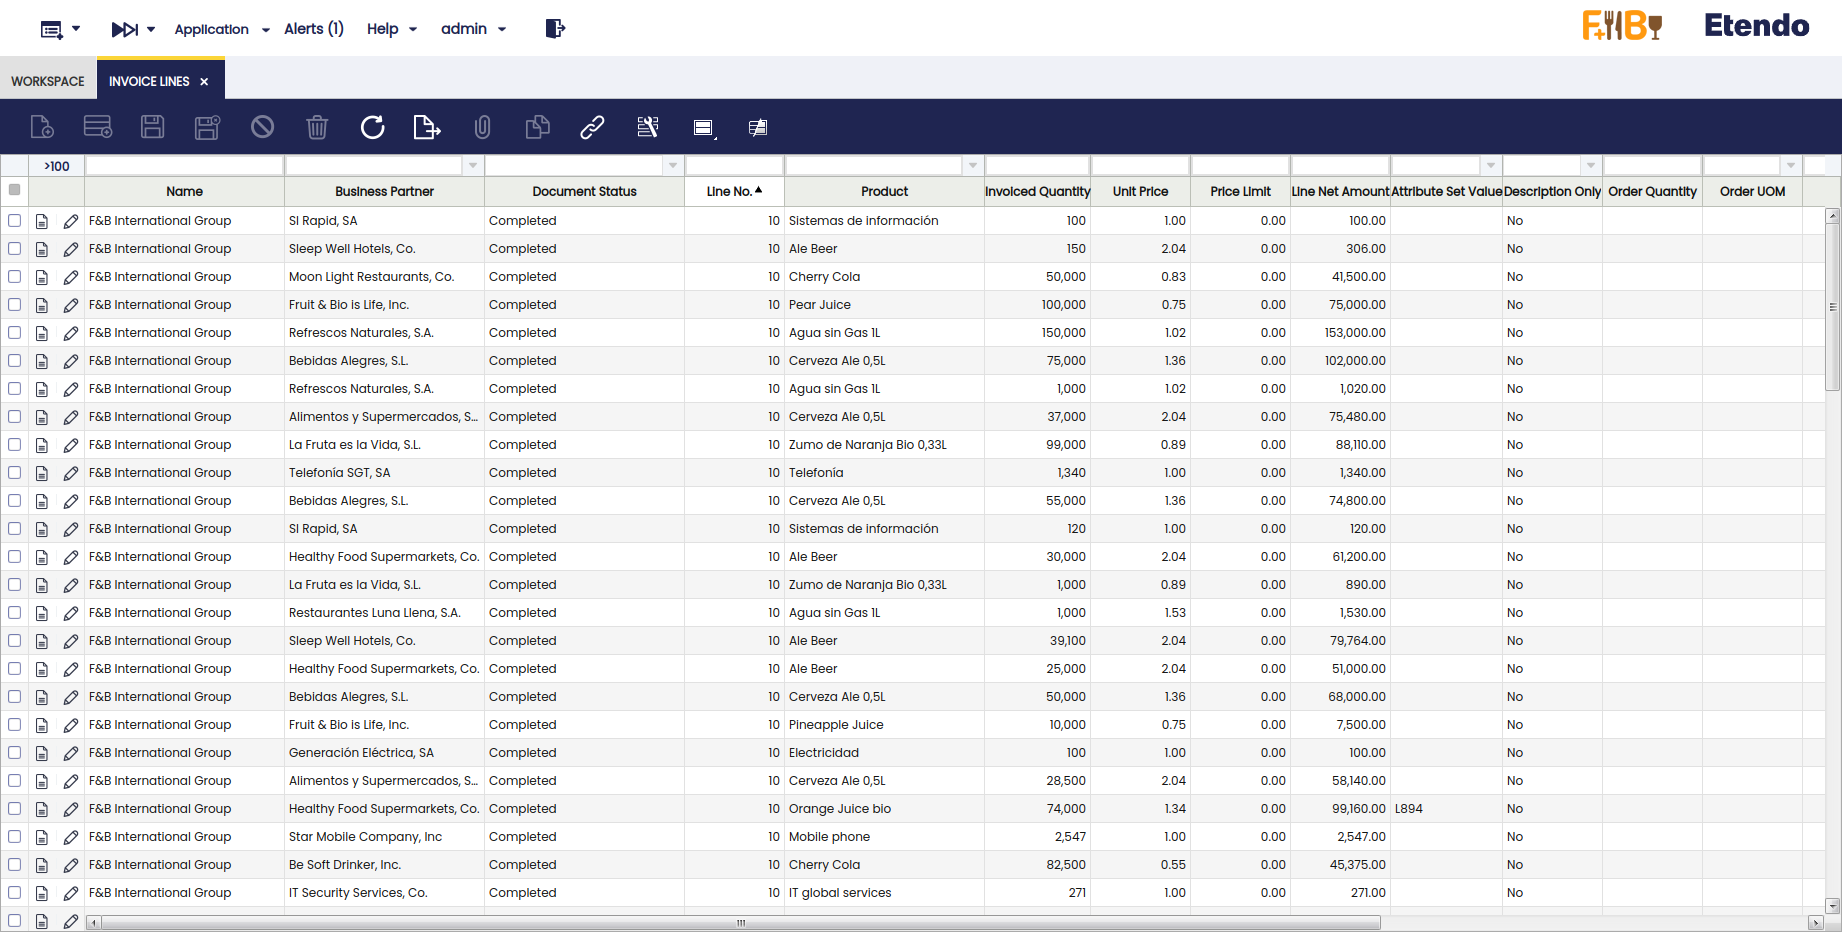 Application Alerts (1) Help admin F+B Etendo
WORKSPACE INVOICE LINES ×
>100
Name Business Partner Document Status Line No. Product Invoiced Quantity Unit Price Price Limit Line Net Amount Attribute Set Value Description Only Order Quantity Order UOM
F&B International Group SI Rapid, SA Completed 10 Sistemas de información 100 1.00 0.00 100.00 No
F&B International Group Sleep Well Hotels, Co. Completed 10 Ale Beer 150 2.04 0.00 306.00 No
F&B International Group Moon Light Restaurants, Co. Completed 10 Cherry Cola 50,000 0.83 0.00 41,500.00 No
F&B International Group Fruit & Bio is Life, Inc. Completed 10 Pear Juice 100,000 0.75 0.00 75,000.00 No
F&B International Group Refrescos Naturales, S.A. Completed 10 Agua sin Gas 1L 150,000 1.02 0.00 153,000.00 No
F&B International Group Bebidas Alegres, S.L. Completed 10 Cerveza Ale 0,5L 75,000 1.36 0.00 102,000.00 No
F&B International Group Refrescos Naturales, S.A. Completed 10 Agua sin Gas 1L 1,000 1.02 0.00 1,020.00 No
F&B International Group Alimentos y Supermercados, S... Completed 10 Cerveza Ale 0,5L 37,000 2.04 0.00 75,480.00 No
F&B International Group La Fruta es la Vida, S.L. Completed 10 Zumo de Naranja Bio 0,33L 99,000 0.89 0.00 88,110.00 No
F&B International Group Telefonía SGT, SA Completed 10 Telefonía 1,340 1.00 0.00 1,340.00 No
F&B International Group Bebidas Alegres, S.L. Completed 10 Cerveza Ale 0,5L 55,000 1.36 0.00 74,800.00 No
F&B International Group SI Rapid, SA Completed 10 Sistemas de información 120 1.00 0.00 120.00 No
F&B International Group Healthy Food Supermarkets, Co. Completed 10 Ale Beer 30,000 2.04 0.00 61,200.00 No
F&B International Group La Fruta es la Vida, S.L. Completed 10 Zumo de Naranja Bio 0,33L 1,000 0.89 0.00 890.00 No
F&B International Group Restaurantes Luna Llena, S.A. Completed 10 Agua sin Gas 1L 1,000 1.53 0.00 1,530.00 No
F&B International Group Sleep Well Hotels, Co. Completed 10 Ale Beer 39,100 2.04 0.00 79,764.00 No
F&B International Group Healthy Food Supermarkets, Co. Completed 10 Ale Beer 25,000 2.04 0.00 51,000.00 No
F&B International Group Bebidas Alegres, S.L. Completed 10 Cerveza Ale 0,5L 50,000 1.36 0.00 68,000.00 No
F&B International Group Fruit & Bio is Life, Inc. Completed 10 Pineapple Juice 10,000 0.75 0.00 7,500.00 No
F&B International Group Generación Eléctrica, SA Completed 10 Electricidad 100 1.00 0.00 100.00 No
F&B International Group Alimentos y Supermercados, S... Completed 10 Cerveza Ale 0,5L 28,500 2.04 0.00 58,140.00 No
F&B International Group Healthy Food Supermarkets, Co. Completed 10 Orange Juice bio 74,000 1.34 0.00 99,160.00 L894 No
F&B International Group Star Mobile Company, Inc Completed 10 Mobile phone 2,547 1.00 0.00 2,547.00 No
F&B International Group Be Soft Drinker, Inc. Completed 10 Cherry Cola 82,500 0.55 0.00 45,375.00 No
F&B International Group IT Security Services, Co. Completed 10 IT global services 271 1.00 0.00 271.00 No